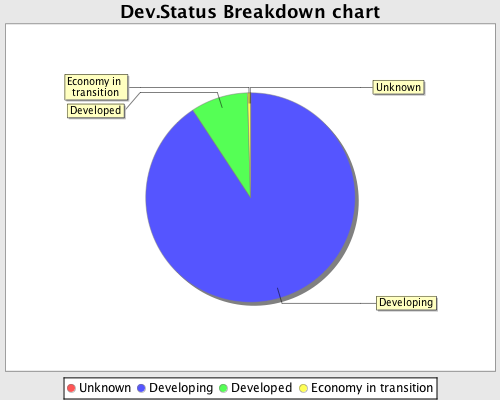 Dev.Status Breakdown chart
Economy in
transition
Unknown
Developed
Developing
Unknown Developing Developed Economy in transition